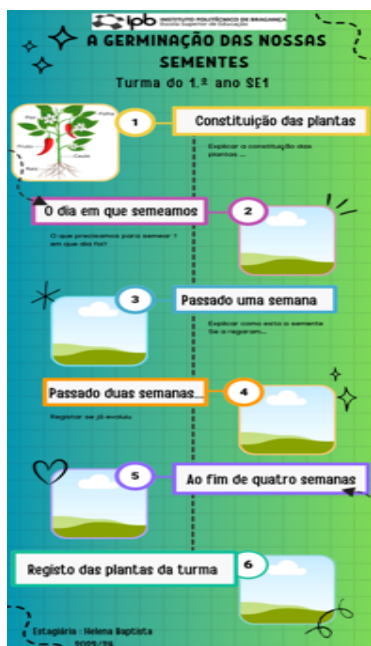 ipb INSTITUTO POLITÉCNICO DE BRAGANÇA
Escola Superior de Educação
A GERMINAÇÃO DAS NOSSAS
SEMENTES
Turma do 1.º ano SE1
Flor
Folha
Fruto
Caule
Raiz
1
Constituição das plantas
Explicar a constituição das
plantas ...
O dia em que semeamos
2
O que precisamos para semear ?
em que dia foi?
3
Passado uma semana
Explicar como esta a semente
Se a regaram...
Passado duas semanas...
4
Registar se já evoluiu
5
Ao fim de quatro semanas
Registo das plantas da turma
6
Estagiária : Helena Baptista